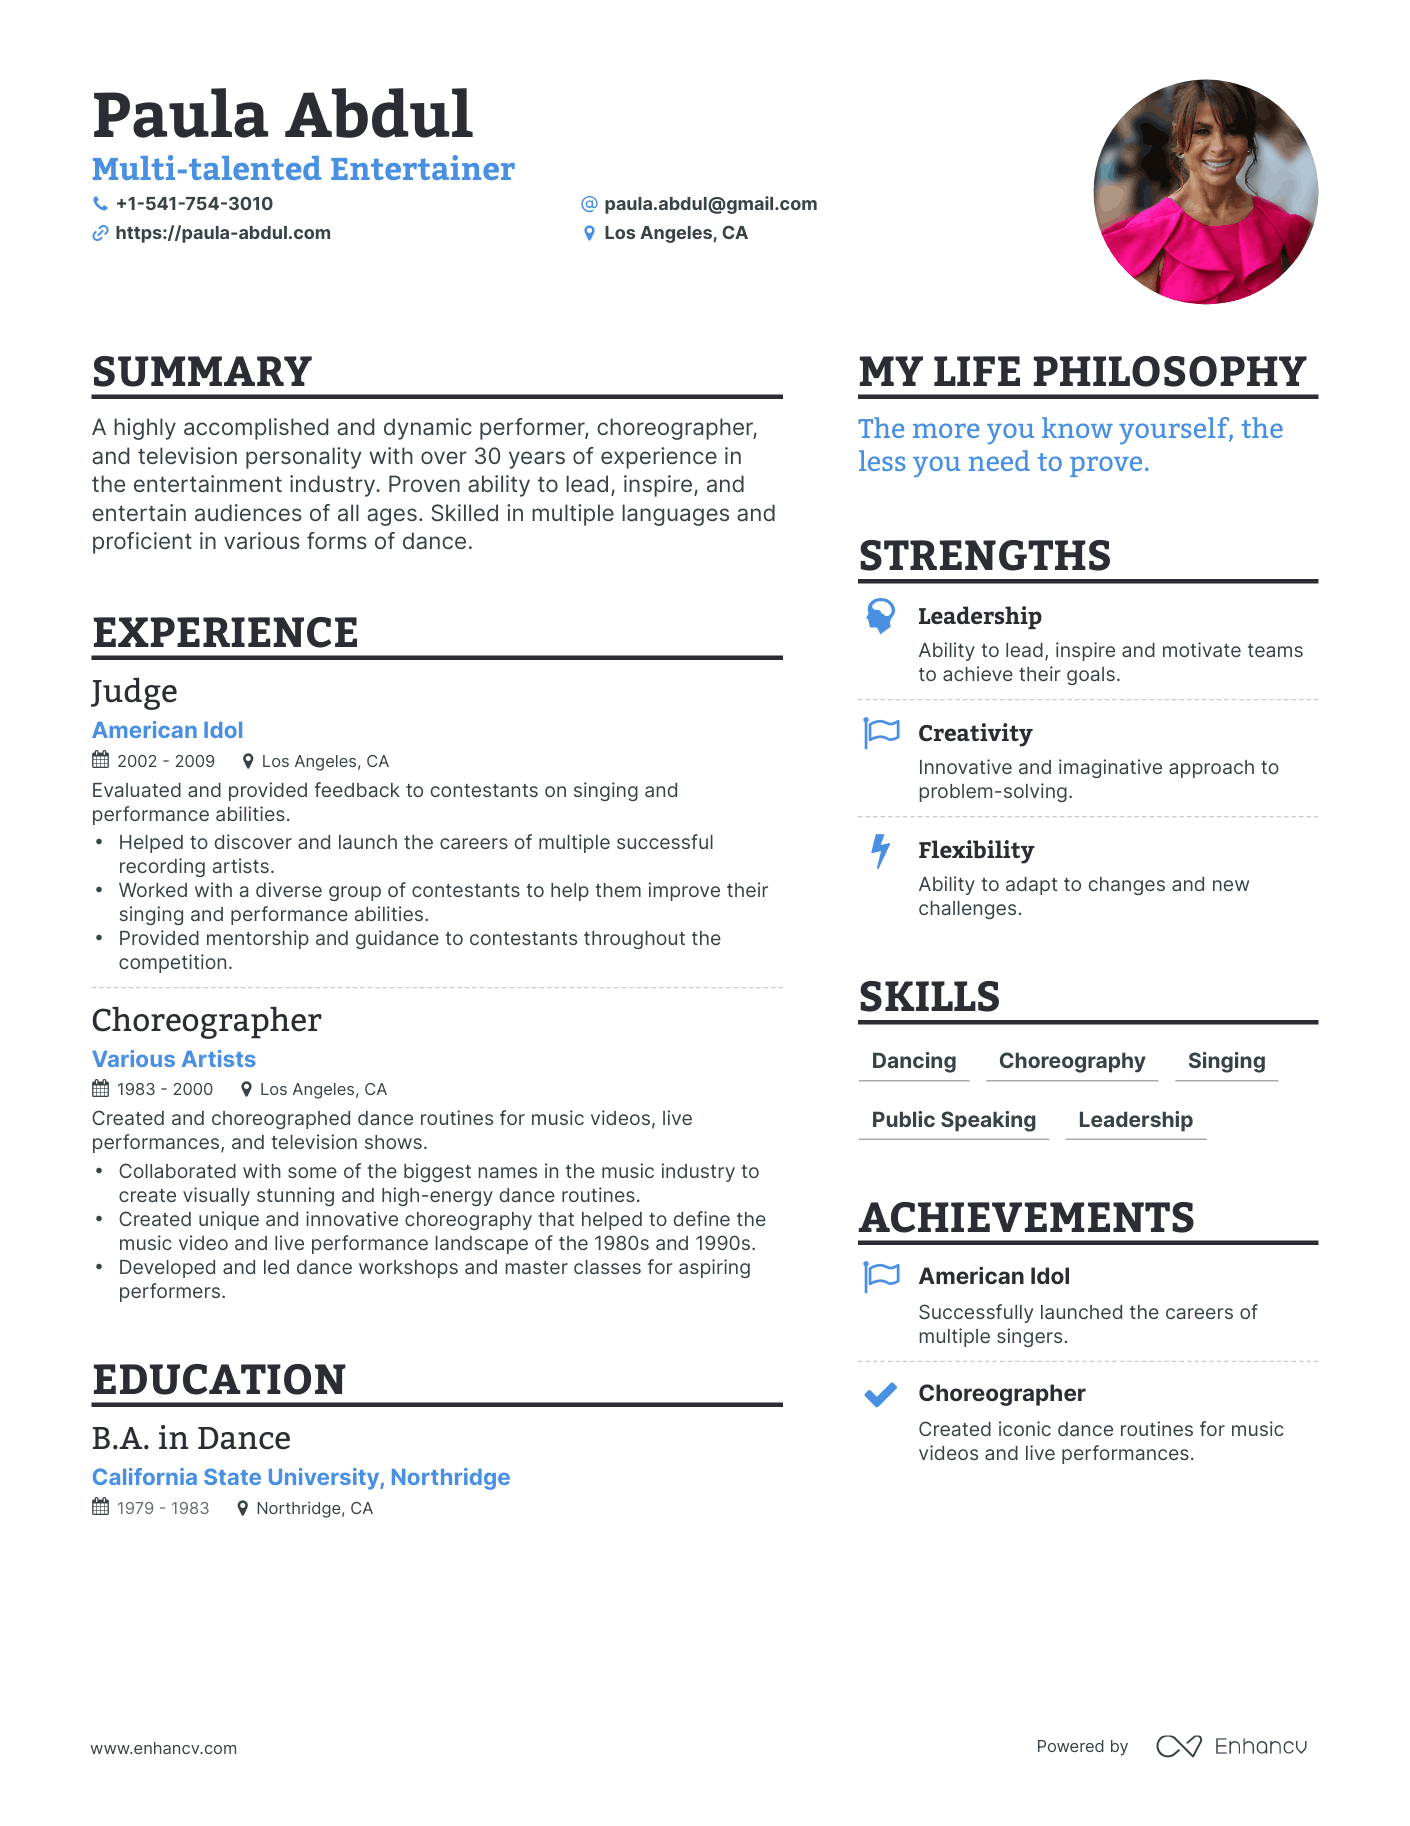 Paula Abdul
Multi-talented Entertainer
+1-541-754-3010
paula.abdul@gmail.com
https://paula-abdul.com
Los Angeles, CA
SUMMARY
A highly accomplished and dynamic performer, choreographer,
and television personality with over 30 years of experience in
the entertainment industry. Proven ability to lead, inspire, and
entertain audiences of all ages. Skilled in multiple languages and
proficient in various forms of dance.
EXPERIENCE
Judge
American Idol
2002 - 2009 Los Angeles, CA
Evaluated and provided feedback to contestants on singing and
performance abilities.
• Helped to discover and launch the careers of multiple successful
recording artists.
• Worked with a diverse group of contestants to help them improve their
singing and performance abilities.
• Provided mentorship and guidance to contestants throughout the
competition.
Choreographer
Various Artists
1983 - 2000 Los Angeles, CA
Created and choreographed dance routines for music videos, live
performances, and television shows.
• Collaborated with some of the biggest names in the music industry to
create visually stunning and high-energy dance routines.
• Created unique and innovative choreography that helped to define the
music video and live performance landscape of the 1980s and 1990s.
• Developed and led dance workshops and master classes for aspiring
performers.
EDUCATION
B.A. in Dance
California State University, Northridge
1979 - 1983 Northridge, CA
MY LIFE PHILOSOPHY
The more you know yourself, the
less you need to prove.
STRENGTHS
Leadership
Ability to lead, inspire and motivate teams
to achieve their goals.
Creativity
Innovative and imaginative approach to
problem-solving.
Flexibility
Ability to adapt to changes and new
challenges.
SKILLS
Dancing Choreography Singing
Public Speaking Leadership
ACHIEVEMENTS
American Idol
Successfully launched the careers of
multiple singers.
Choreographer
Created iconic dance routines for music
videos and live performances.
www.enhancv.com
Powered by Enhancv